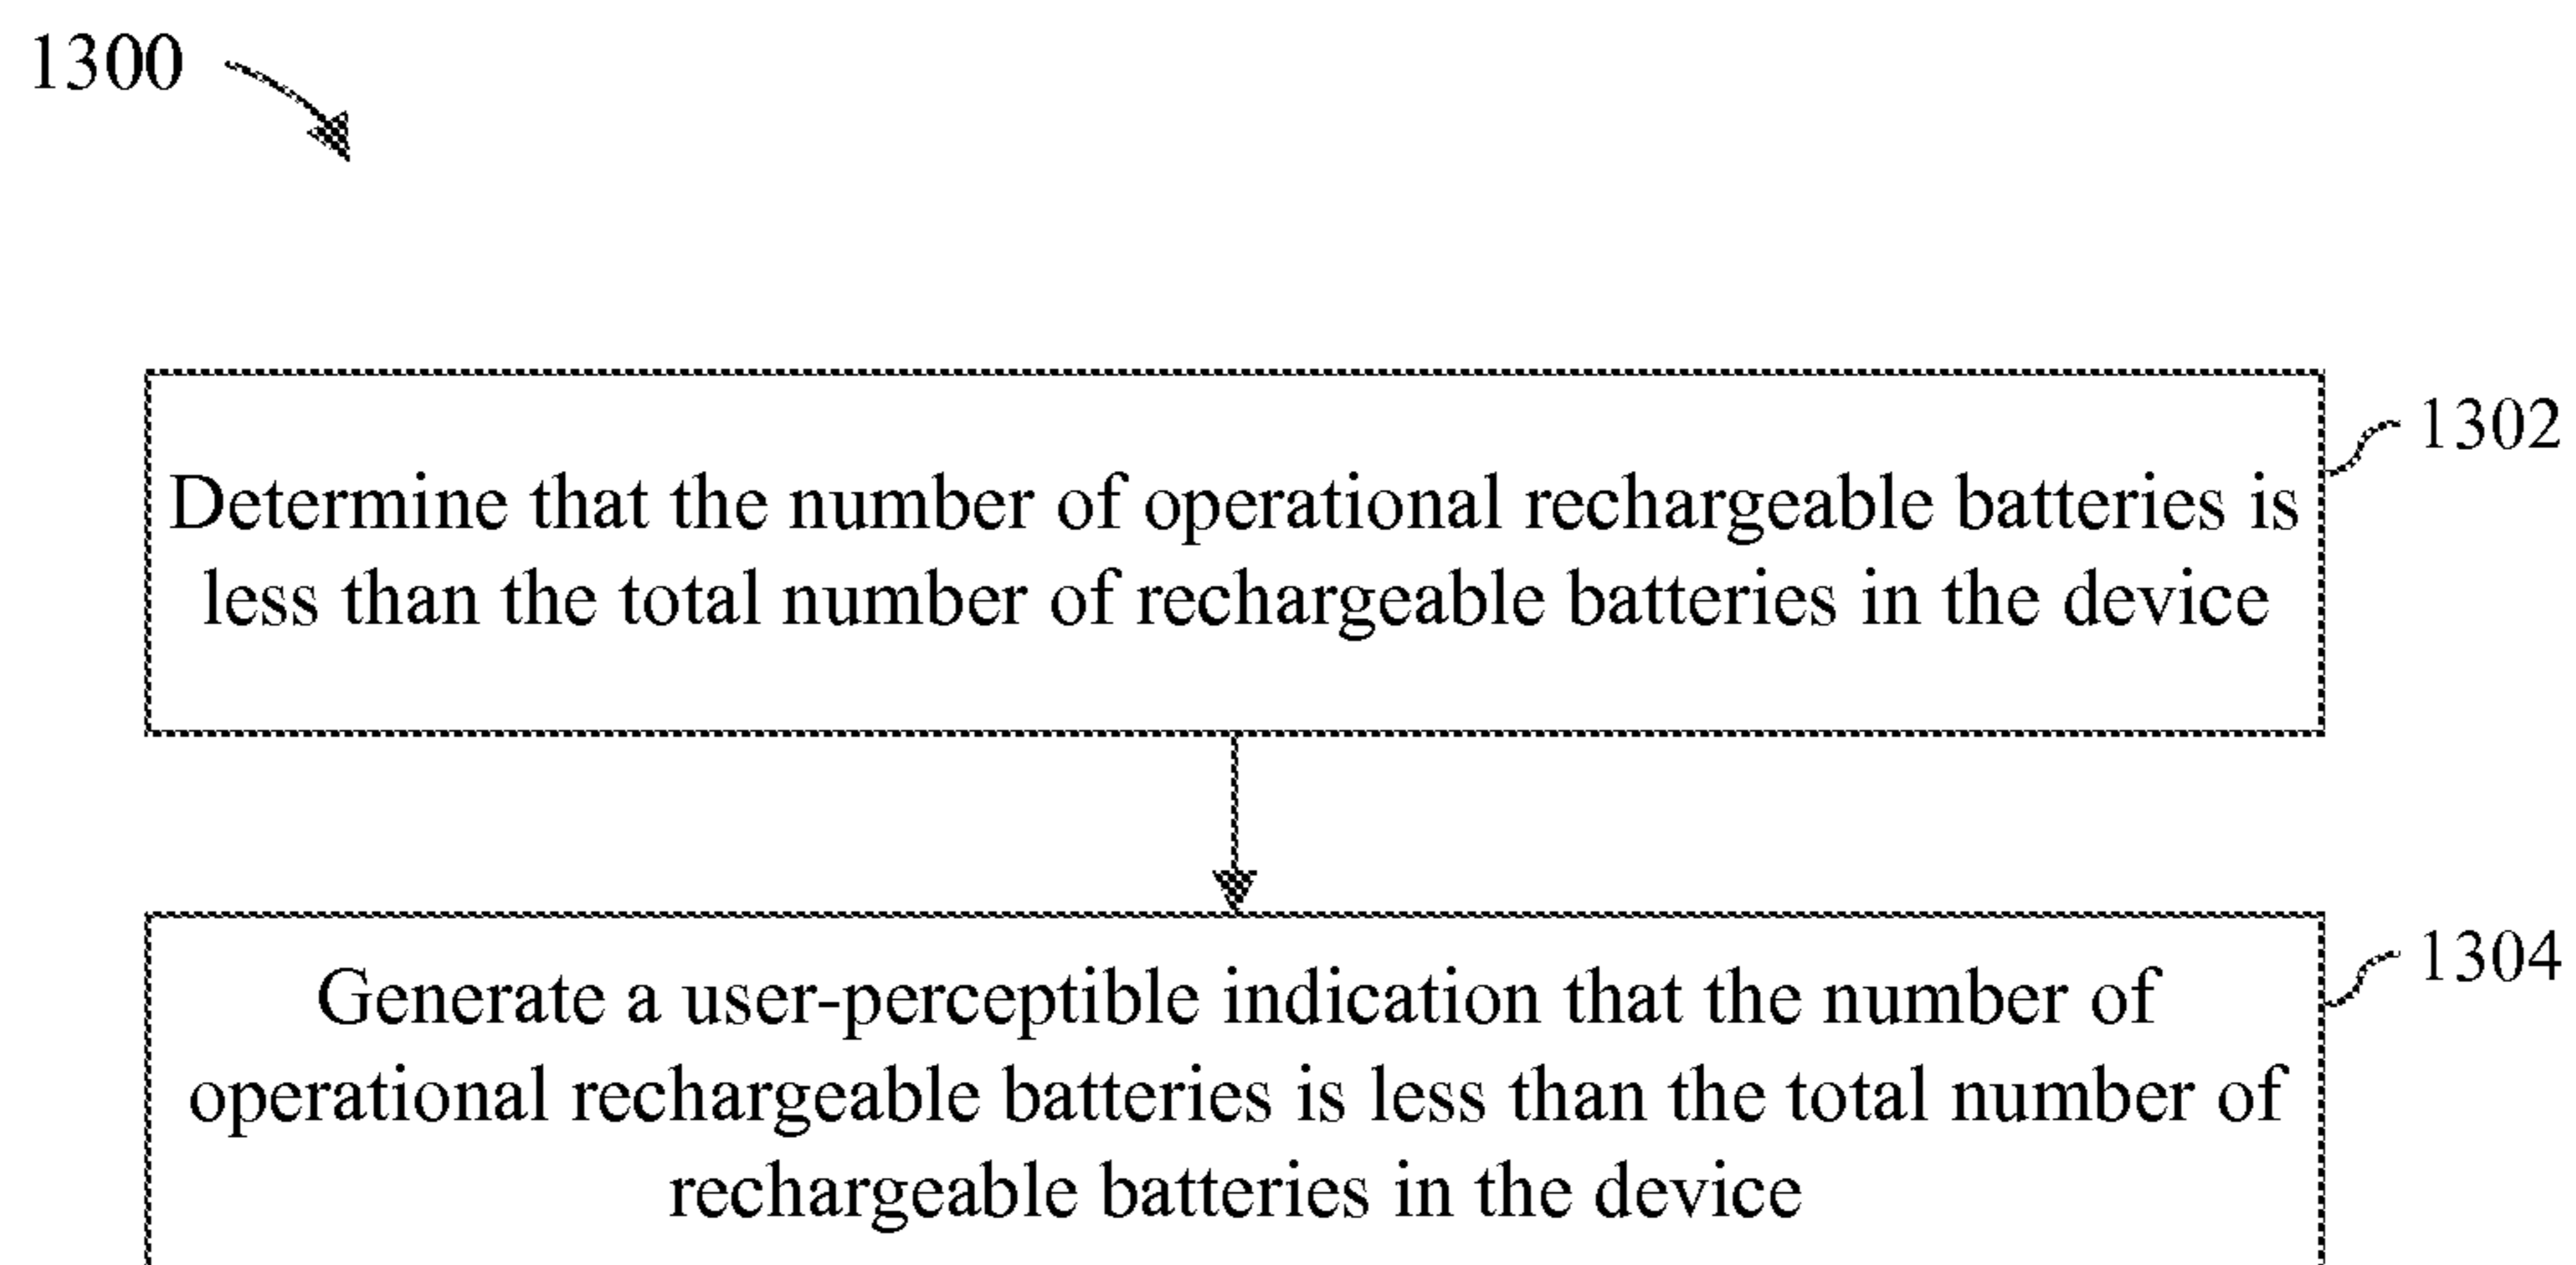 1300
1302
Determine that the number of operational rechargeable batteries is
less than the total number of rechargeable batteries in the device
1304
Generate a user-perceptible indication that the number of
operational rechargeable batteries is less than the total number of
rechargeable batteries in the device